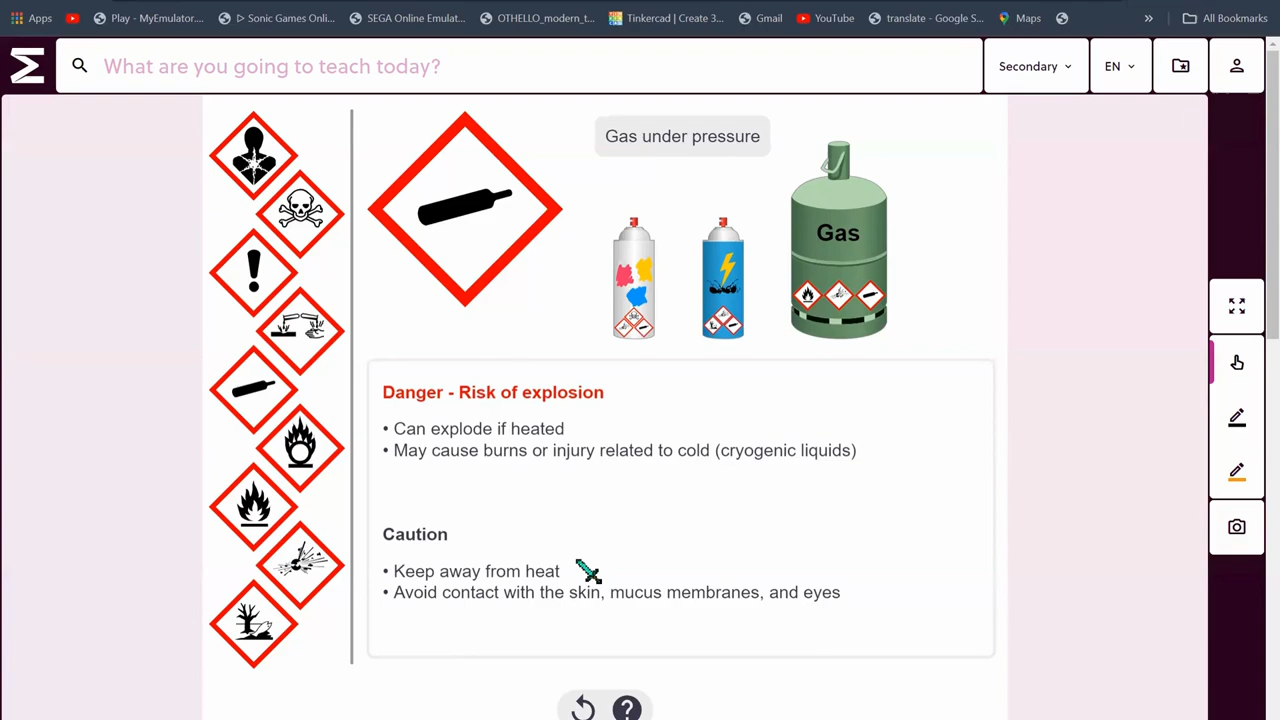 Apps
Play - MyEmulator....
▷ Sonic Games Onli...
SEGA Online Emulat...
OTHELLO_modern_t...
Tinkercad | Create 3...
Gmail
YouTube
translate - Google S...
Maps
»
All Bookmarks
What are you going to teach today?
Secondary
EN
Gas under pressure
Gas
Danger - Risk of explosion
• Can explode if heated
• May cause burns or injury related to cold (cryogenic liquids)
Caution
• Keep away from heat
• Avoid contact with the skin, mucus membranes, and eyes